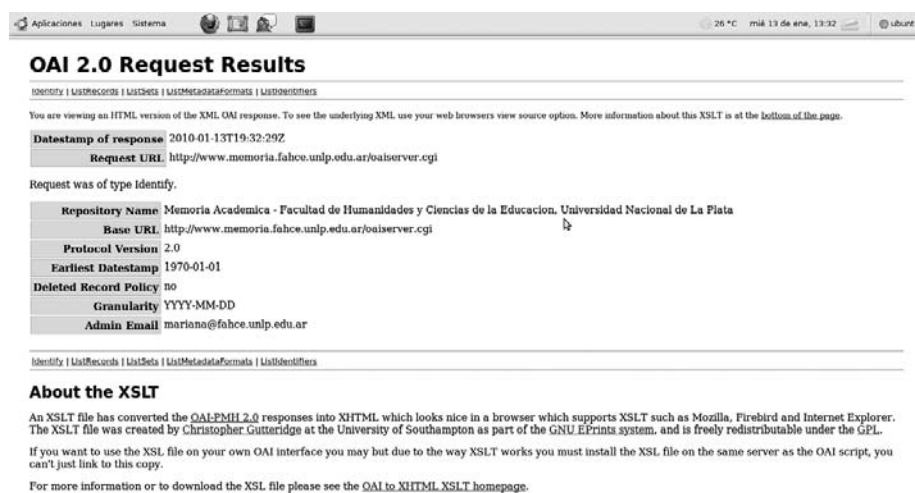 Aplicaciones Lugares Sistema
26 °C mié 13 de ene, 13:32 ubunt
OAI 2.0 Request Results
Identify | ListRecords | ListSets | ListMetadataFormats | ListIdentifiers
You are viewing an HTML version of the XML OAI response. To see the underlying XML use your web browsers view source option. More information about this XSLT is at the bottom of the page.
Datestamp of response 2010-01-13T19:32:29Z
Request URL http://www.memoria.fahce.unlp.edu.ar/oaiserver.cgi
Request was of type Identify.
Repository Name Memoria Academica - Facultad de Humanidades y Ciencias de la Educacion, Universidad Nacional de La Plata
Base URL http://www.memoria.fahce.unlp.edu.ar/oaiserver.cgi
Protocol Version 2.0
Earliest Datestamp 1970-01-01
Deleted Record Policy no
Granularity YYYY-MM-DD
Admin Email mariana@fahce.unlp.edu.ar
Identify | ListRecords | ListSets | ListMetadataFormats | ListIdentifiers
About the XSLT
An XSLT file has converted the OAI-PMH 2.0 responses into XHTML which looks nice in a browser which supports XSLT such as Mozilla, Firebird and Internet Explorer.
The XSLT file was created by Christopher Gutteridge at the University of Southampton as part of the GNU EPrints system, and is freely redistributable under the GPL.
If you want to use the XSL file on your own OAI interface you may but due to the way XSLT works you must install the XSL file on the same server as the OAI script, you
can't just link to this copy.
For more information or to download the XSL file please see the OAI to XHTML XSLT homepage.